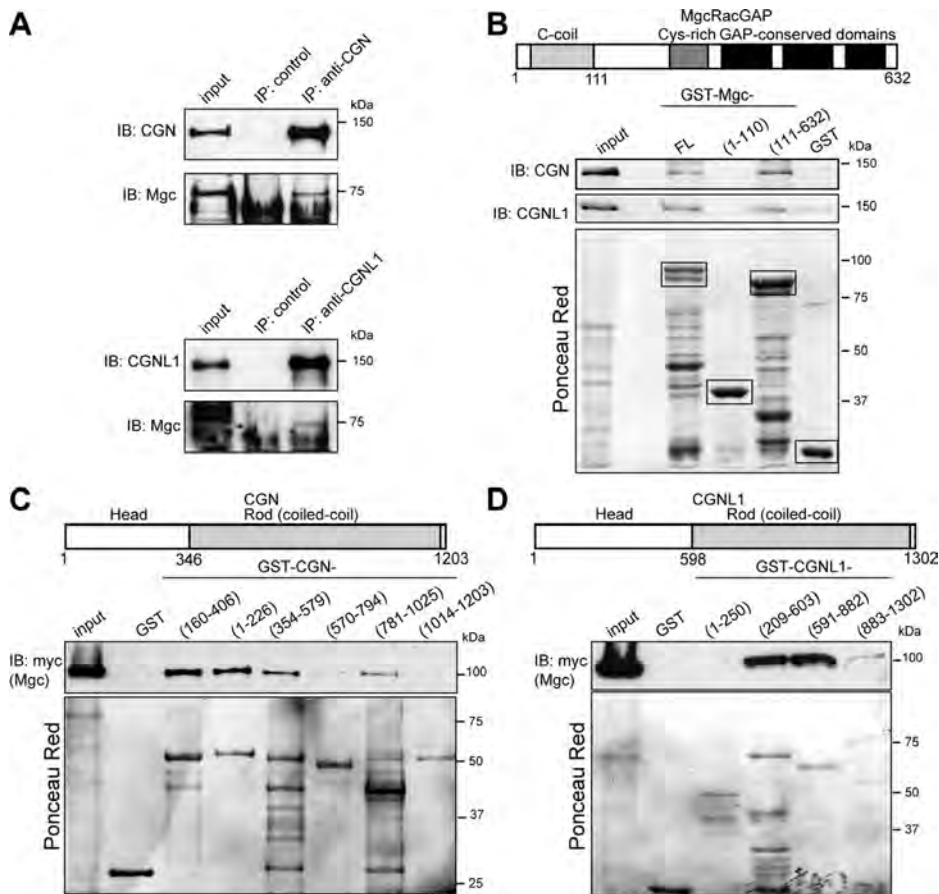 A
input
IP: control
IP: anti-CGN
kDa
IB: CGN
150
IB: Mgc
75
input
IP: control
IP: anti-CGNL1
kDa
IB: CGNL1
150
IB: Mgc
75
B
MgcRacGAP
C-coil Cys-rich GAP-conserved domains
1 111 632
GST-Mgc-
input FL (1-110) (111-632) GST
kDa
IB: CGN 150
IB: CGNL1 150
Ponceau Red
100
75
50
37
C
CGN
Head Rod (coiled-coil)
1 346 1203
GST-CGN-
input GST (160-406) (1-226) (354-579) (570-794) (781-1025) (1014-1203)
kDa
IB: myc
(Mgc)
100
Ponceau Red
75
50
37
25
D
CGNL1
Head Rod (coiled-coil)
1 598 1302
GST-CGNL1-
input GST (1-250) (209-603) (591-882) (883-1302)
kDa
IB: myc
(Mgc)
100
Ponceau Red
75
50
37